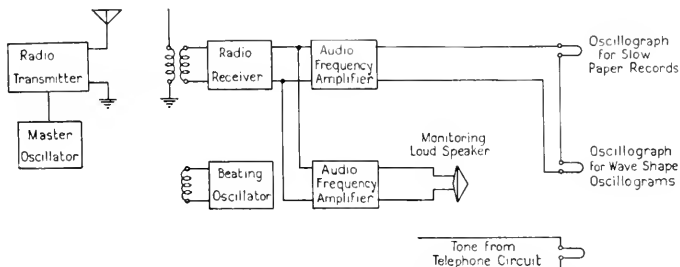 Radio
Transmitter
Master
Oscillator
Radio
Receiver
Beating
Oscillator
Audio
Frequency
Amplifier
Audio
Frequency
Amplifier
Monitoring
Loud Speaker
Oscillograph
for Slow
Paper Records
Oscillograph
for Wave Shape
Oscillograms
Tone from
Telephone Circuit